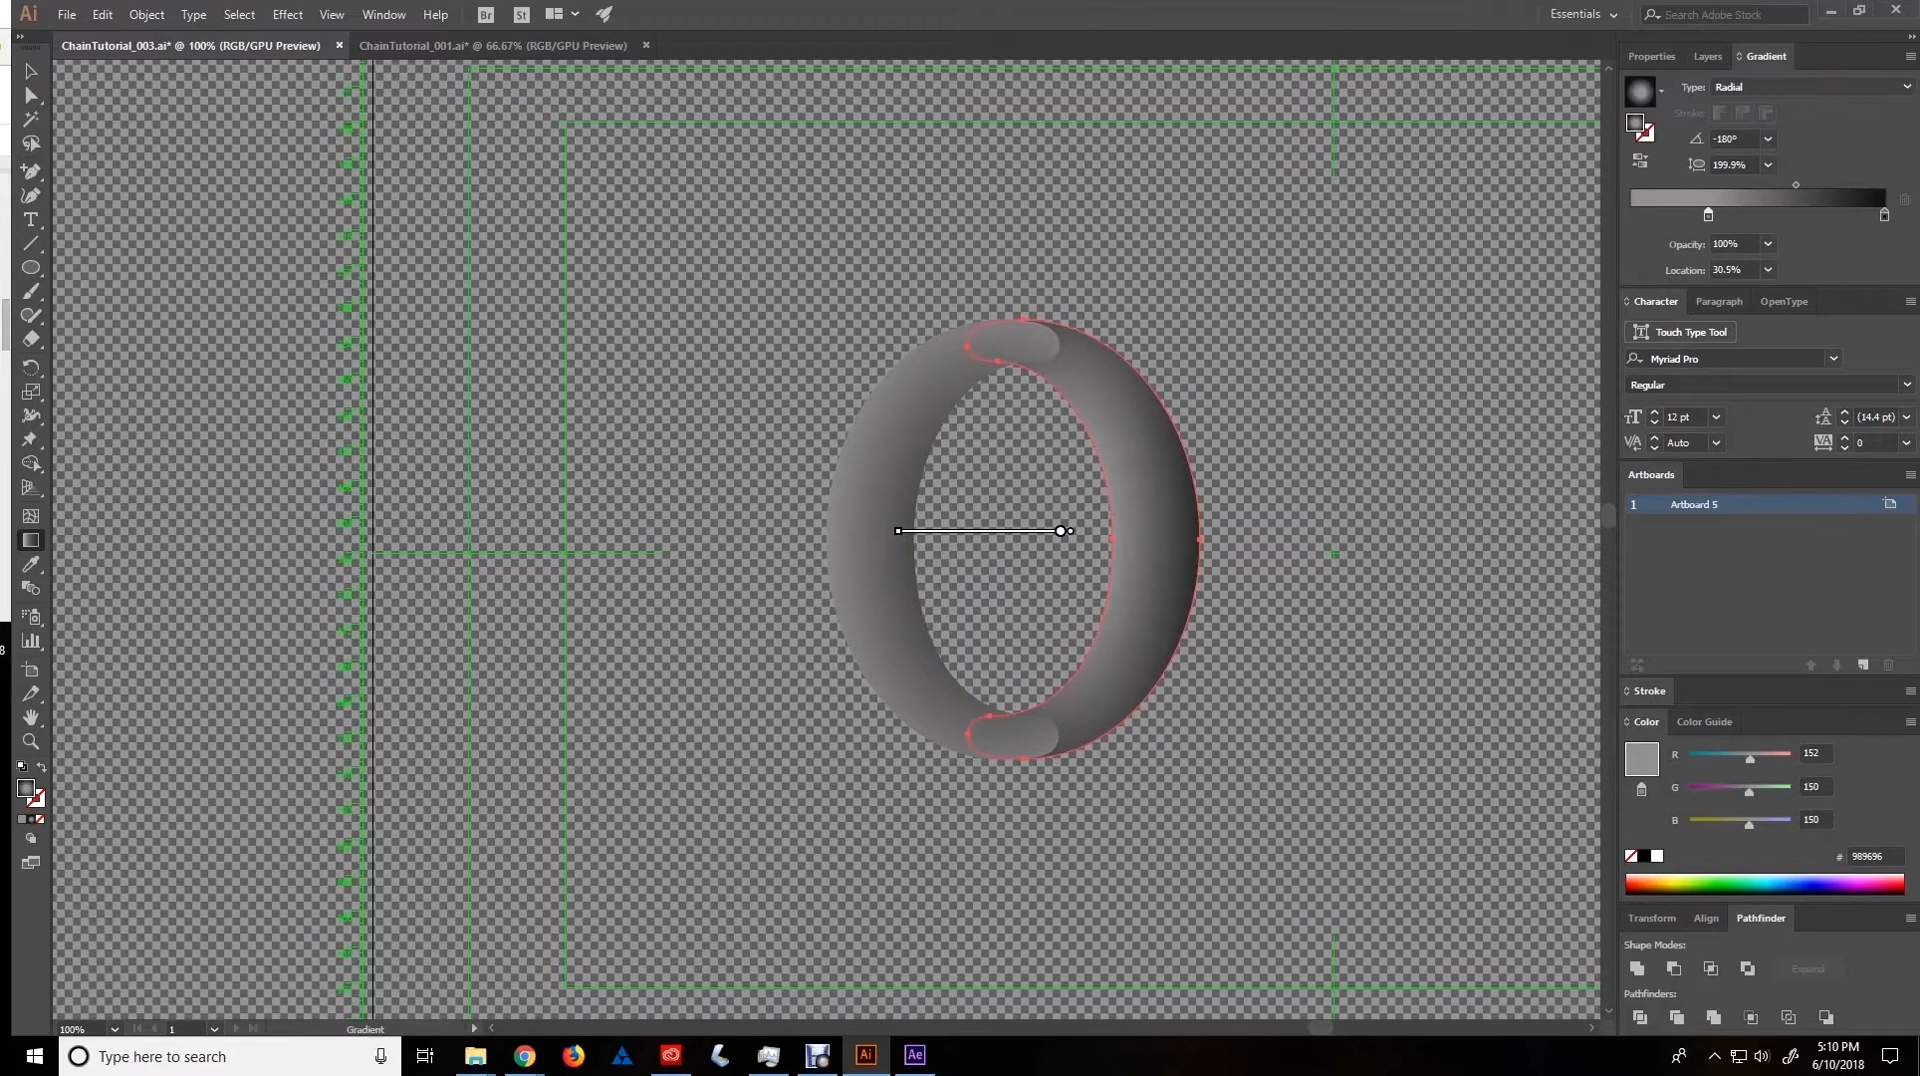 Ai File Edit Object Type Select Effect View Window Help Br St Essentials Search Adobe Stock
ChainTutorial_003.ai* @ 100% (RGB/GPU Preview) × ChainTutorial_001.ai* @ 66.67% (RGB/GPU Preview) ×
Properties Layers Gradient
Type: Radial
Stroke:
-180°
199.9%
Opacity: 100%
Location: 30.5%
Character Paragraph OpenType
Touch Type Tool
Myriad Pro
Regular
12 pt (14.4 pt)
Auto 0
Artboards
1 Artboard 5
Stroke
Color Color Guide
R 152
G 150
B 150
# 989696
Transform Align Pathfinder
Shape Modes:
Expand
Pathfinders:
100% 1 Gradient
Type here to search Ai Ae 5:10 PM
6/10/2018